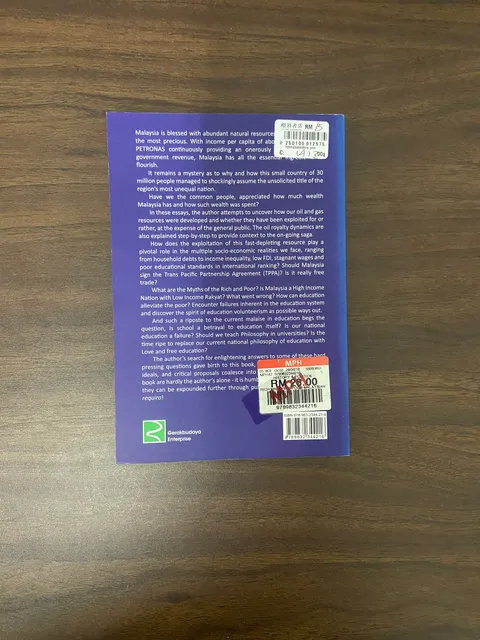 Malaysia is blessed with abundant natural resources
the most precious. With income per capita of
PETRONAS continuously providing an onerously
government revenue, Malaysia has all the essential
flourish.
It remains a mystery as to why and how this small country of 30
million people managed to shockingly assume the unsolicited title of the
region's most unequal nation.
Have we the common people, appreciated how much wealth
Malaysia has and how such wealth was spent?
In these essays, the author attempts to uncover how our oil and gas
resources were developed and whether they have been exploited for or
rather, at the expense of the general public. The oil royalty dynamics are
also explained step-by-step to provide context to the on-going saga.
How does the exploitation of this fast-depleting resource play a
pivotal role in the multiple socio-economic realities we face, ranging
from household debts to income inequality, low FDI, stagnant wages and
poor educational standards in international ranking? Should Malaysia
sign the Trans Pacific Partnership Agreement (TPPA)? Is it really free
trade?
What are the Myths of the Rich and Poor? Is Malaysia a High Income
Nation with Low Income Rakyat? What went wrong? How can education
alleviate the poor? Encounter failures inherent in the education system
and discover the spirit of education volunteerism as possible ways out.
And such a riposte to the current malaise in education begs the
question, is school a betrayal to education itself? Is our national
education a failure? Should we teach Philosophy in universities? Is the
time ripe to replace our current national philosophy of education with
Love and free education?
The author's search for enlightening answers to some of these hard
pressing questions gave birth to this book,
ideals, and critical proposals coalesce into
book are hardly the author's alone - it is
they can be expounded further through
requiro!
RM 15
0 250100 812575
MPH
RM 26.00
9789832344216
9789832344216
Gerakbudaya
Enterprise